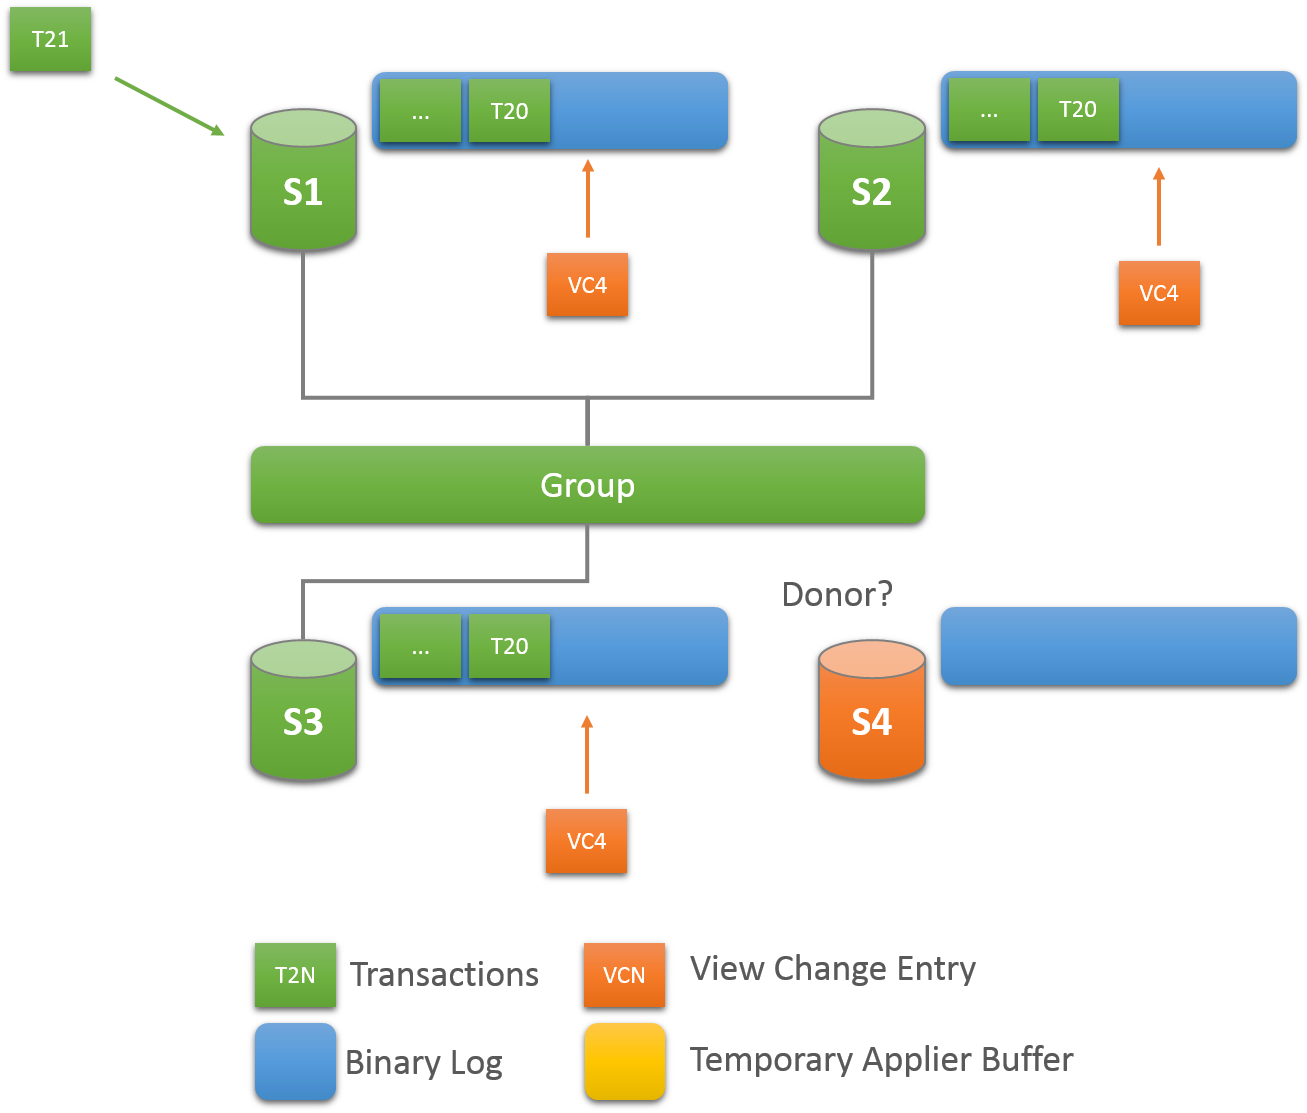 T21
... T20
S1
VC4
... T20
S2
VC4
Group
Donor?
... T20
S3
VC4
S4
T2N Transactions
VCN View Change Entry
Binary Log
Temporary Applier Buffer